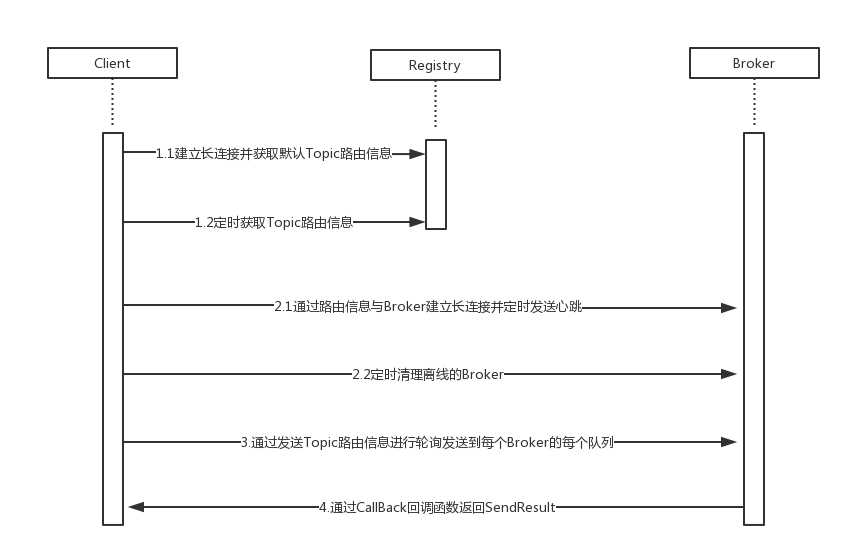 Client
Registry
Broker
1.1建立长连接并获取默认Topic路由信息
1.2定时获取Topic路由信息
2.1通过路由信息与Broker建立长连接并定时发送心跳
2.2定时清理离线的Broker
3.通过发送Topic路由信息进行轮询发送到每个Broker的每个队列
4.通过CallBack回调函数返回SendResult